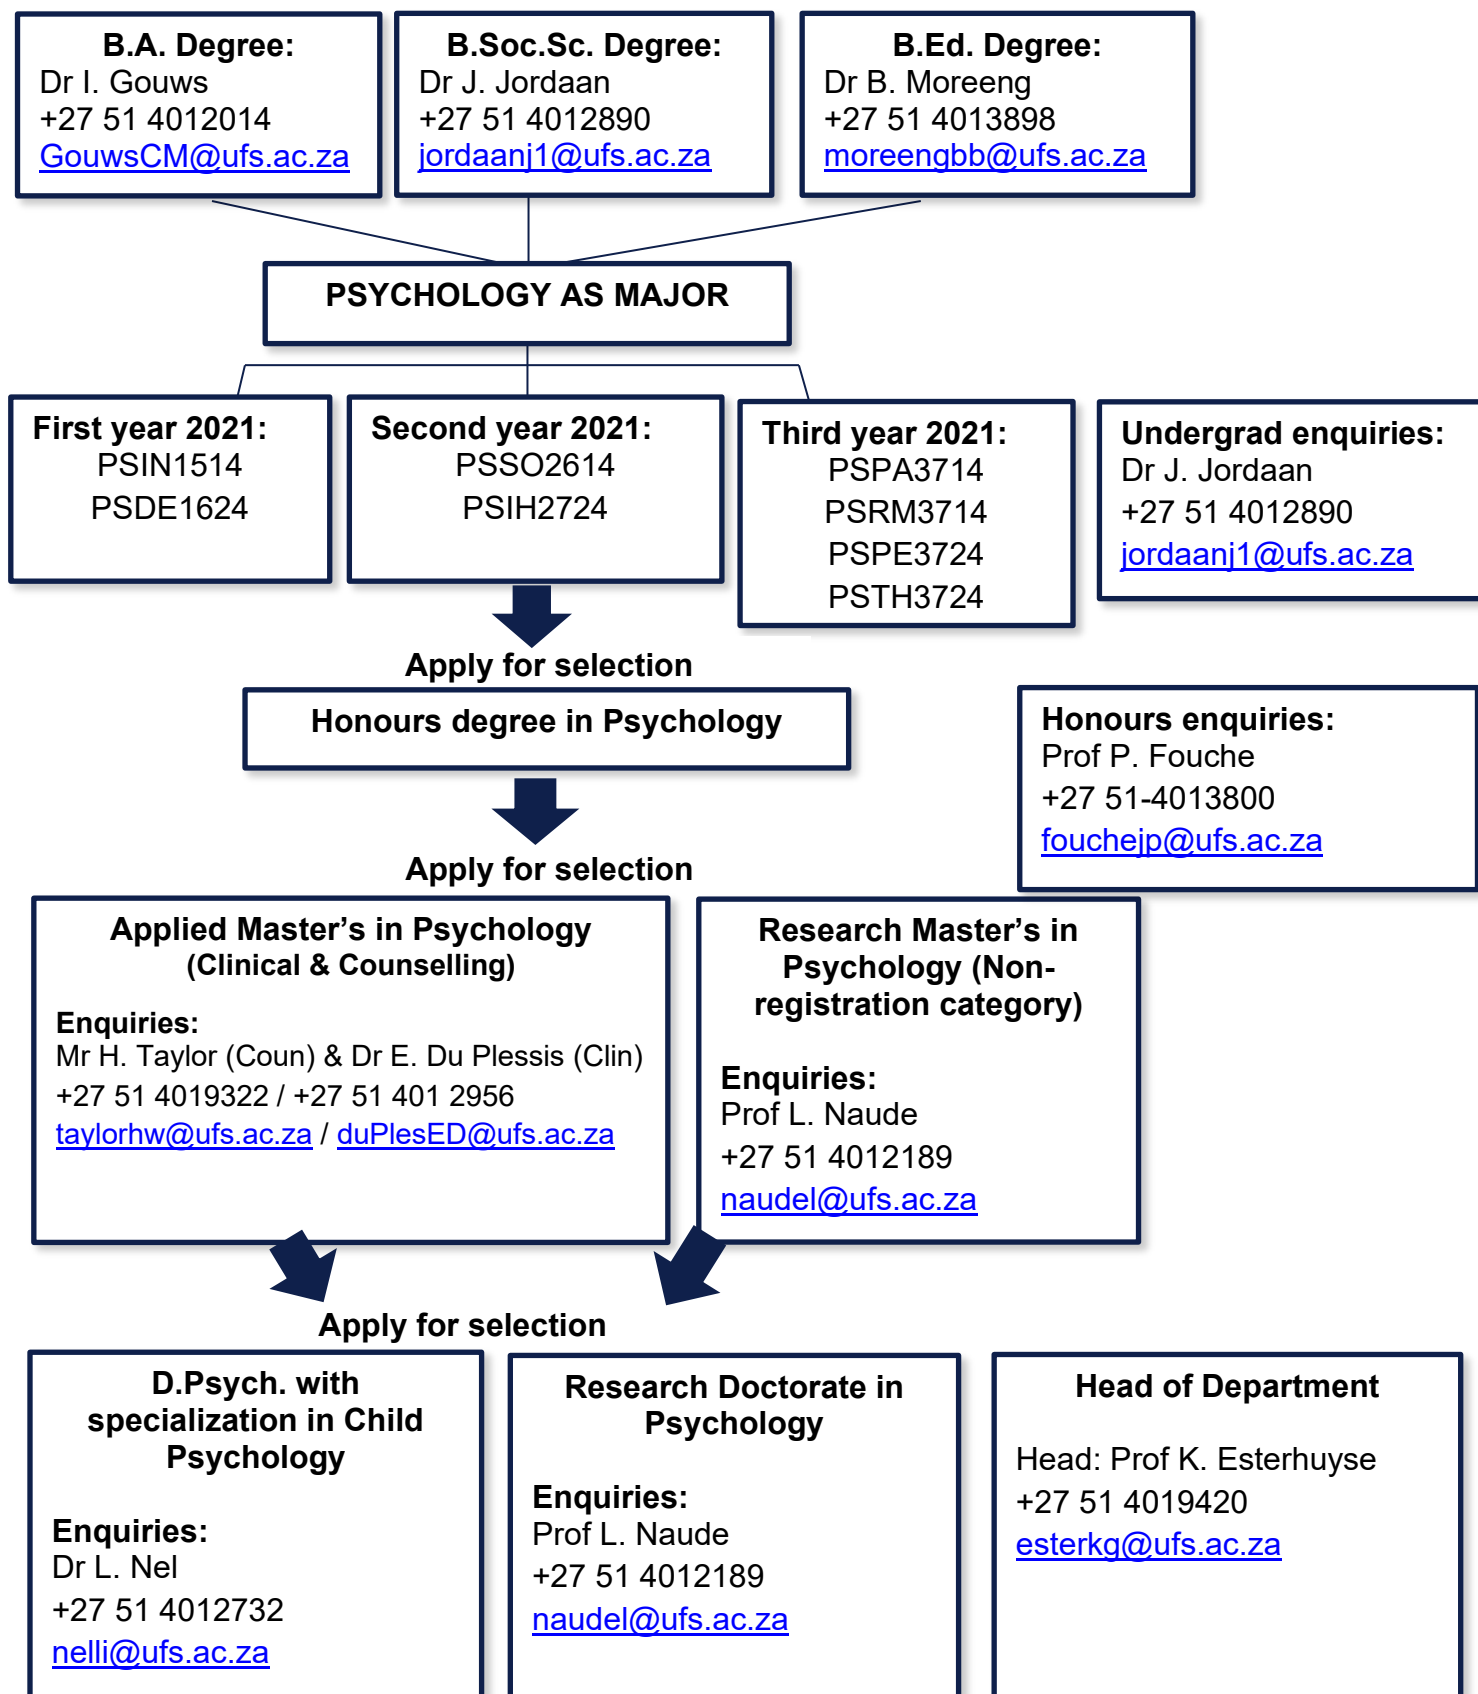 B.A. Degree:
Dr I. Gouws
+27 51 4012014
GouwsCM@ufs.ac.za
B.Soc.Sc. Degree:
Dr J. Jordaan
+27 51 4012890
jordaanj1@ufs.ac.za
B.Ed. Degree:
Dr B. Moreeng
+27 51 4013898
moreengbb@ufs.ac.za
PSYCHOLOGY AS MAJOR
First year 2021:
PSIN1514
PSDE1624
Second year 2021:
PSSO2614
PSIH2724
Third year 2021:
PSPA3714
PSRM3714
PSPE3724
PSTH3724
Undergrad enquiries:
Dr J. Jordaan
+27 51 4012890
jordaanj1@ufs.ac.za
Apply for selection
Honours degree in Psychology
Honours enquiries:
Prof P. Fouche
+27 51-4013800
fouchejp@ufs.ac.za
Apply for selection
Applied Master’s in Psychology
(Clinical & Counselling)
Enquiries:
Mr H. Taylor (Coun) & Dr E. Du Plessis (Clin)
+27 51 4019322 / +27 51 401 2956
taylorhw@ufs.ac.za / duPlesED@ufs.ac.za
Research Master’s in
Psychology (Non-
registration category)
Enquiries:
Prof L. Naude
+27 51 4012189
naudel@ufs.ac.za
Apply for selection
D.Psych. with
specialization in Child
Psychology
Enquiries:
Dr L. Nel
+27 51 4012732
nelli@ufs.ac.za
Research Doctorate in
Psychology
Enquiries:
Prof L. Naude
+27 51 4012189
naudel@ufs.ac.za
Head of Department
Head: Prof K. Esterhuyse
+27 51 4019420
esterkg@ufs.ac.za